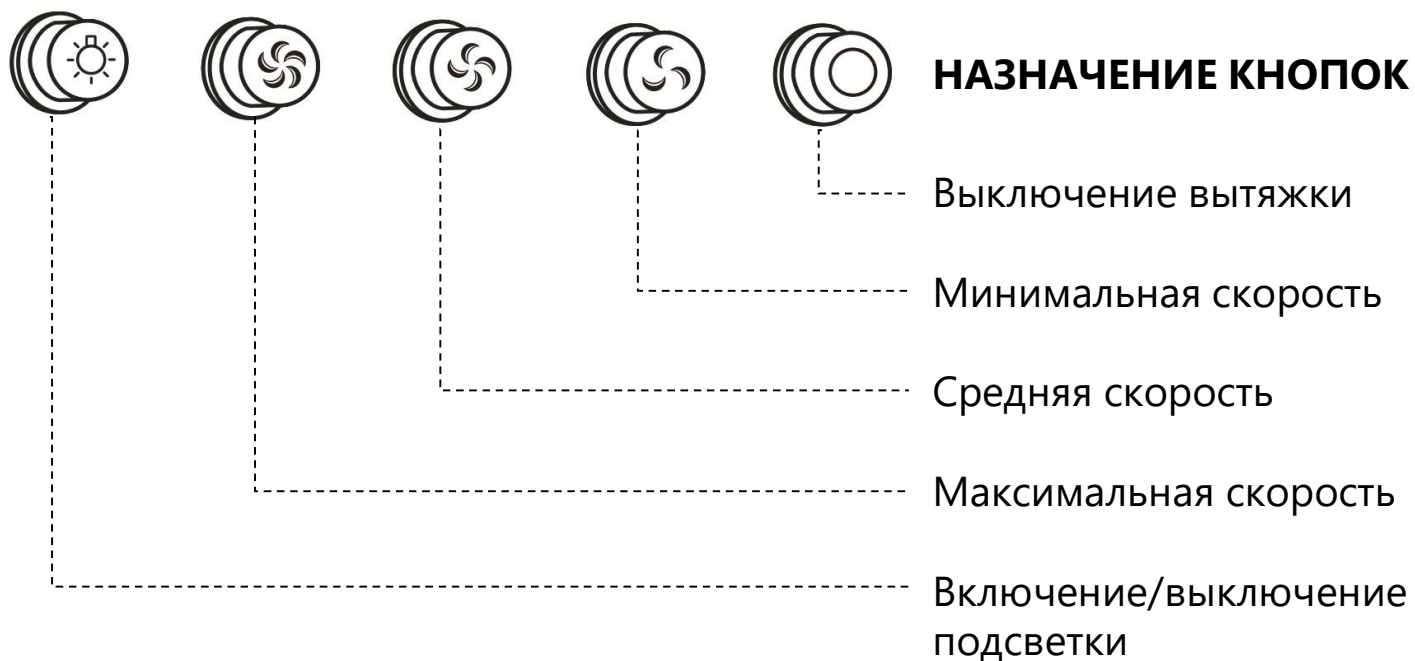 НАЗНАЧЕНИЕ КНОПОК
Выключение вытяжки
Минимальная скорость
Средняя скорость
Максимальная скорость
Включение/выключение
подсветки